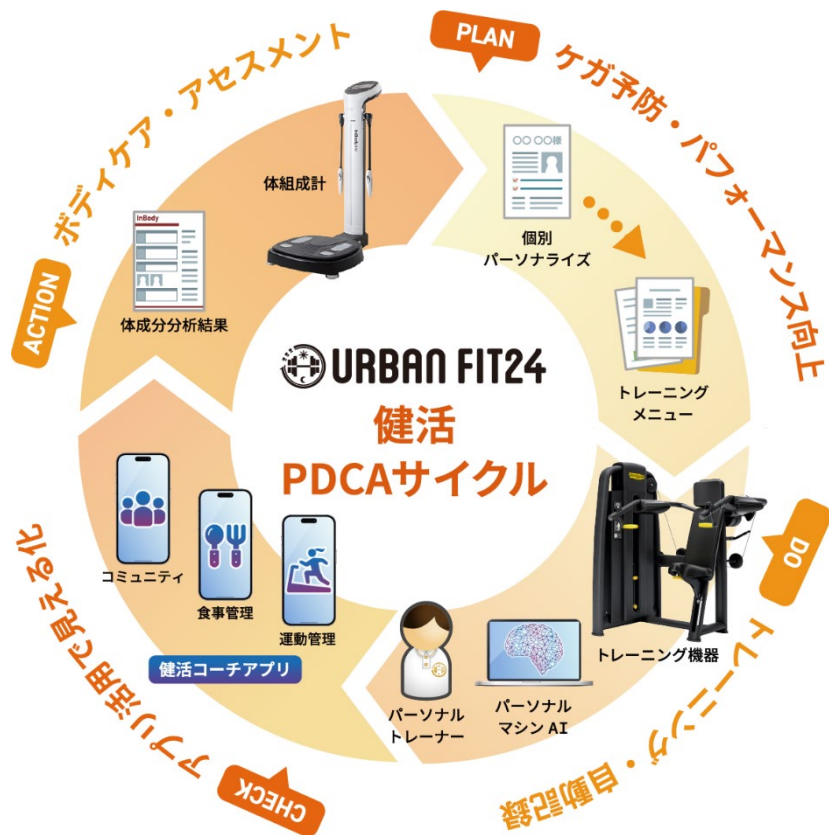 PLAN
ケガ予防・パフォーマンス向上
〇〇 〇〇様
個別
パーソナライズ
トレーニング
メニュー
DO
トレーニング・自動記録
トレーニング機器
パーソナル
マシン AI
パーソナル
トレーナー
CHECK
アプリ活用で見える化
コミュニティ
食事管理
運動管理
健活コーチアプリ
ACTION
ボディケア・アセスメント
体組成計
InBody
体成分分析結果
URBAN FIT24
健活
PDCAサイクル